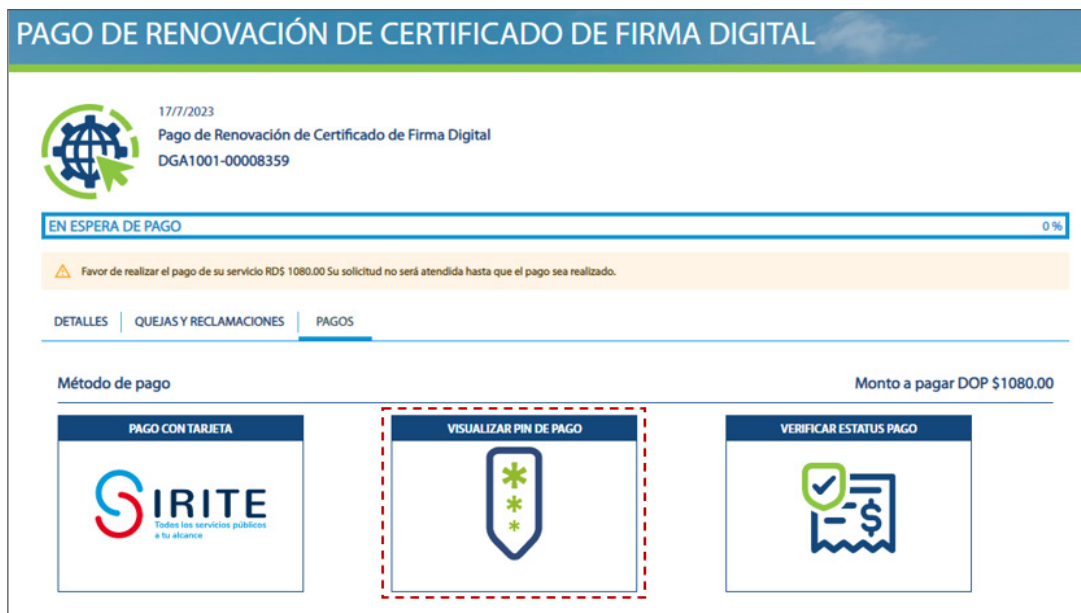 PAGO DE RENOVACIÓN DE CERTIFICADO DE FIRMA DIGITAL
17/7/2023
Pago de Renovación de Certificado de Firma Digital
DGA1001-00008359
EN ESPERA DE PAGO 0 %
Favor de realizar el pago de su servicio RD$ 1080.00 Su solicitud no será atendida hasta que el pago sea realizado.
DETALLES QUEJAS Y RECLAMACIONES PAGOS
Método de pago Monto a pagar DOP $1080.00
PAGO CON TARJETA VISUALIZAR PIN DE PAGO VERIFICAR ESTATUS PAGO
SIRITE
Todos los servicios públicos
a tu alcance